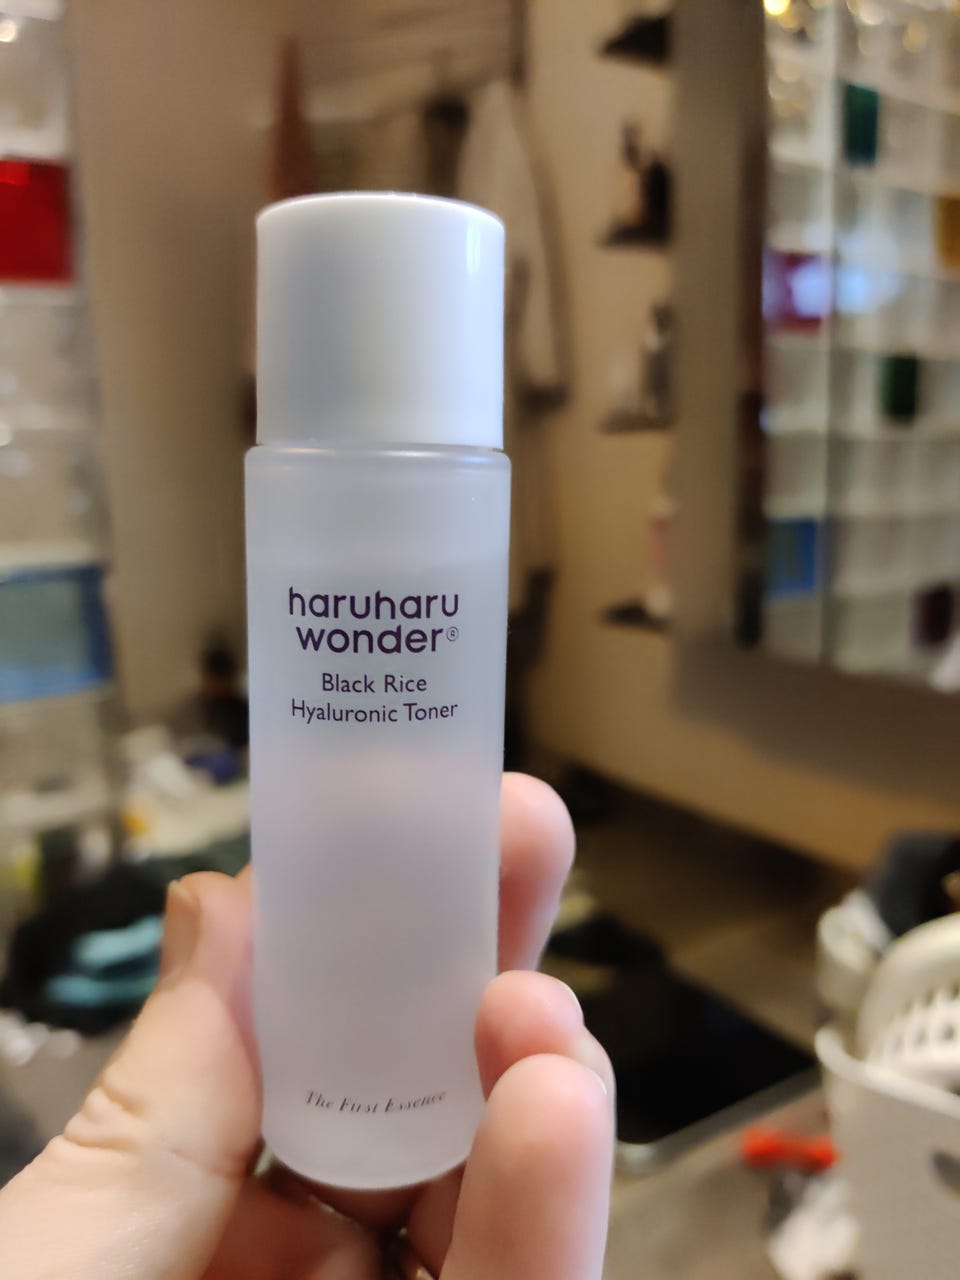 haruharu
wonder®
Black Rice
Hyaluronic Toner
The First Essence